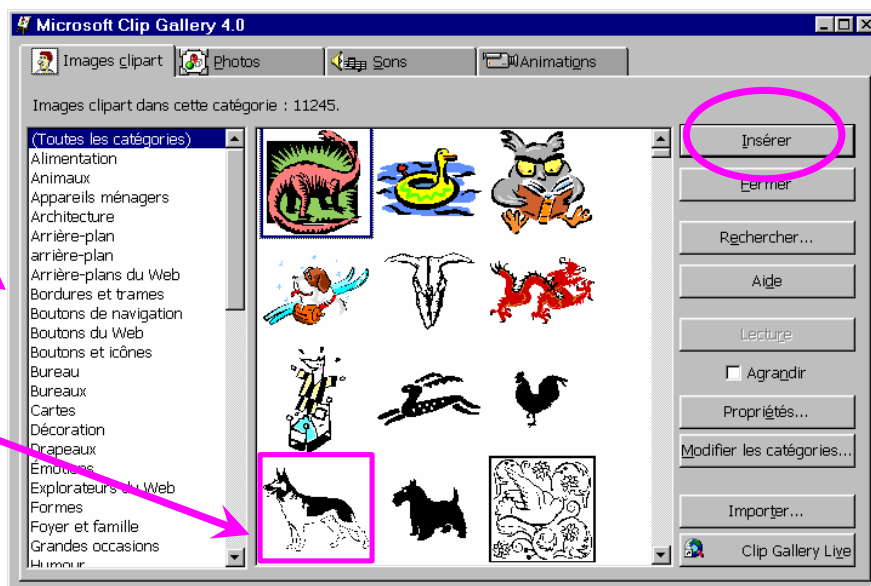 Microsoft Clip Gallery 4.0
Images clipart
Photos
Sons
Animations
Images clipart dans cette catégorie : 11245.
(Toutes les catégories)
Alimentation
Animaux
Appareils ménagers
Architecture
Arrière-plan
arrière-plan
Arrière-plans du Web
Bordures et trames
Boutons de navigation
Boutons du Web
Boutons et icônes
Bureau
Bureaux
Cartes
Décoration
Drapeaux
Émotions
Explorateurs du Web
Formes
Foyer et famille
Grandes occasions
Humour
Insérer
Fermer
Rechercher...
Aide
Lecture
Agrandir
Propriétés...
Modifier les catégories...
Importer...
Clip Gallery Live